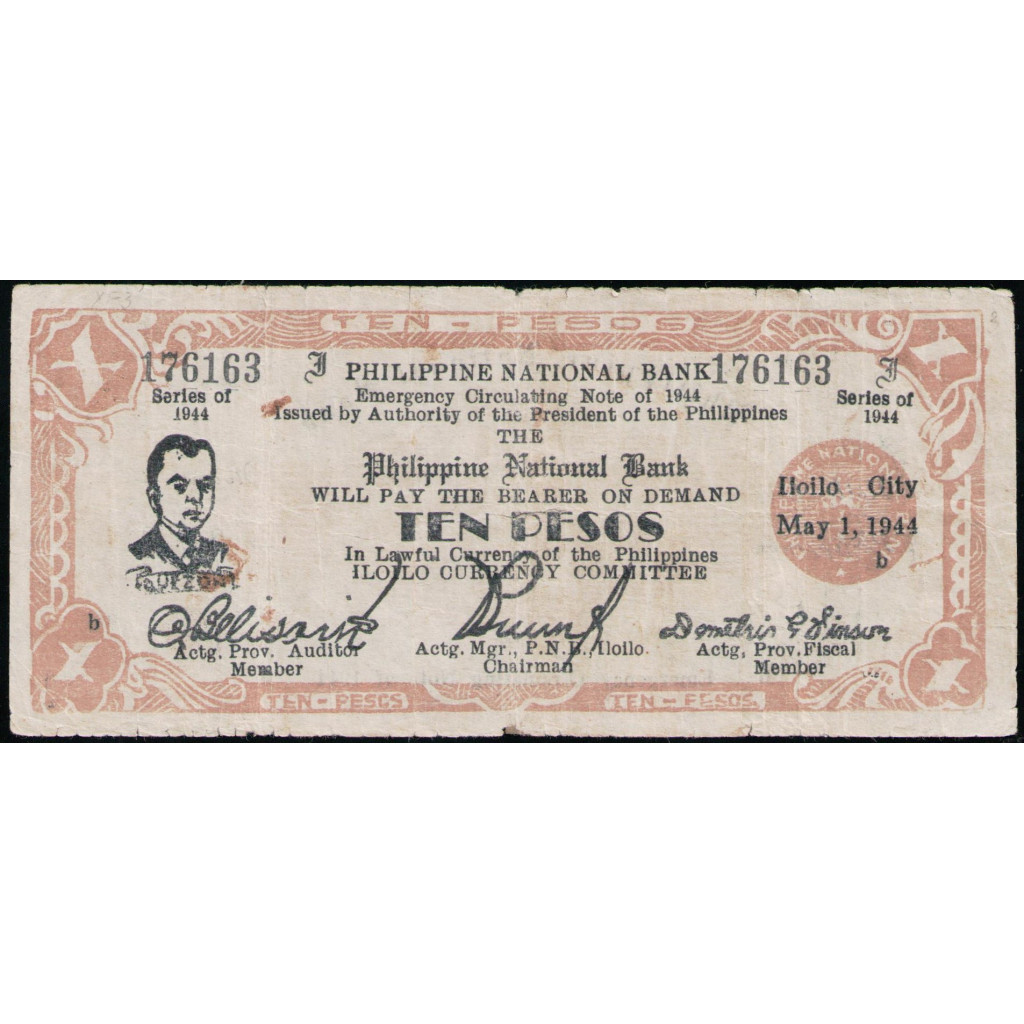 TEN - PESOS
X
X
176163 J PHILIPPINE NATIONAL BANK 176163 J
Series of 1944
Emergency Circulating Note of 1944
Series of 1944
Issued by Authority of the President of the Philippines
THE
Philippine National Bank
WILL PAY THE BEARER ON DEMAND
TEN PESOS
In Lawful Currency of the Philippines
ILOILO CURRENCY COMMITTEE
QUEZON
Iloilo City
May 1, 1944
b
b
Actg. Prov. Auditor
Member
Actg. Mgr., P.N.B., Iloilo.
Chairman
Actg, Prov. Fiscal
Member
X
X
TEN - PESOS
TEN - PESOS